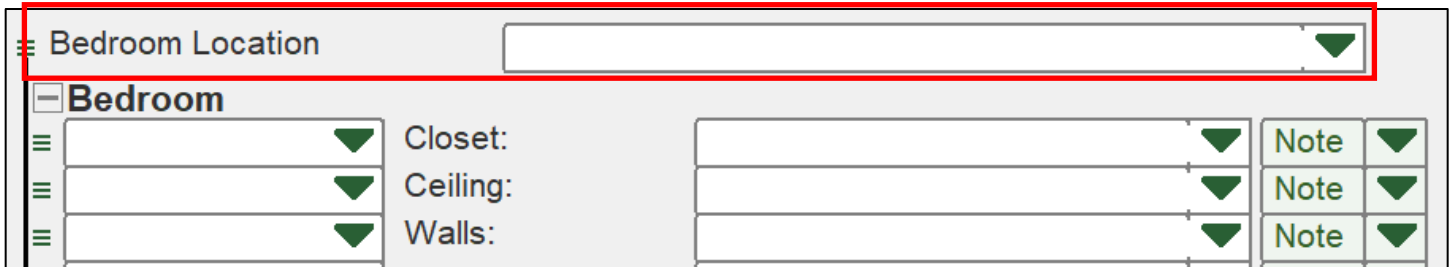 Bedroom Location
Bedroom
Closet: Note
Ceiling: Note
Walls: Note